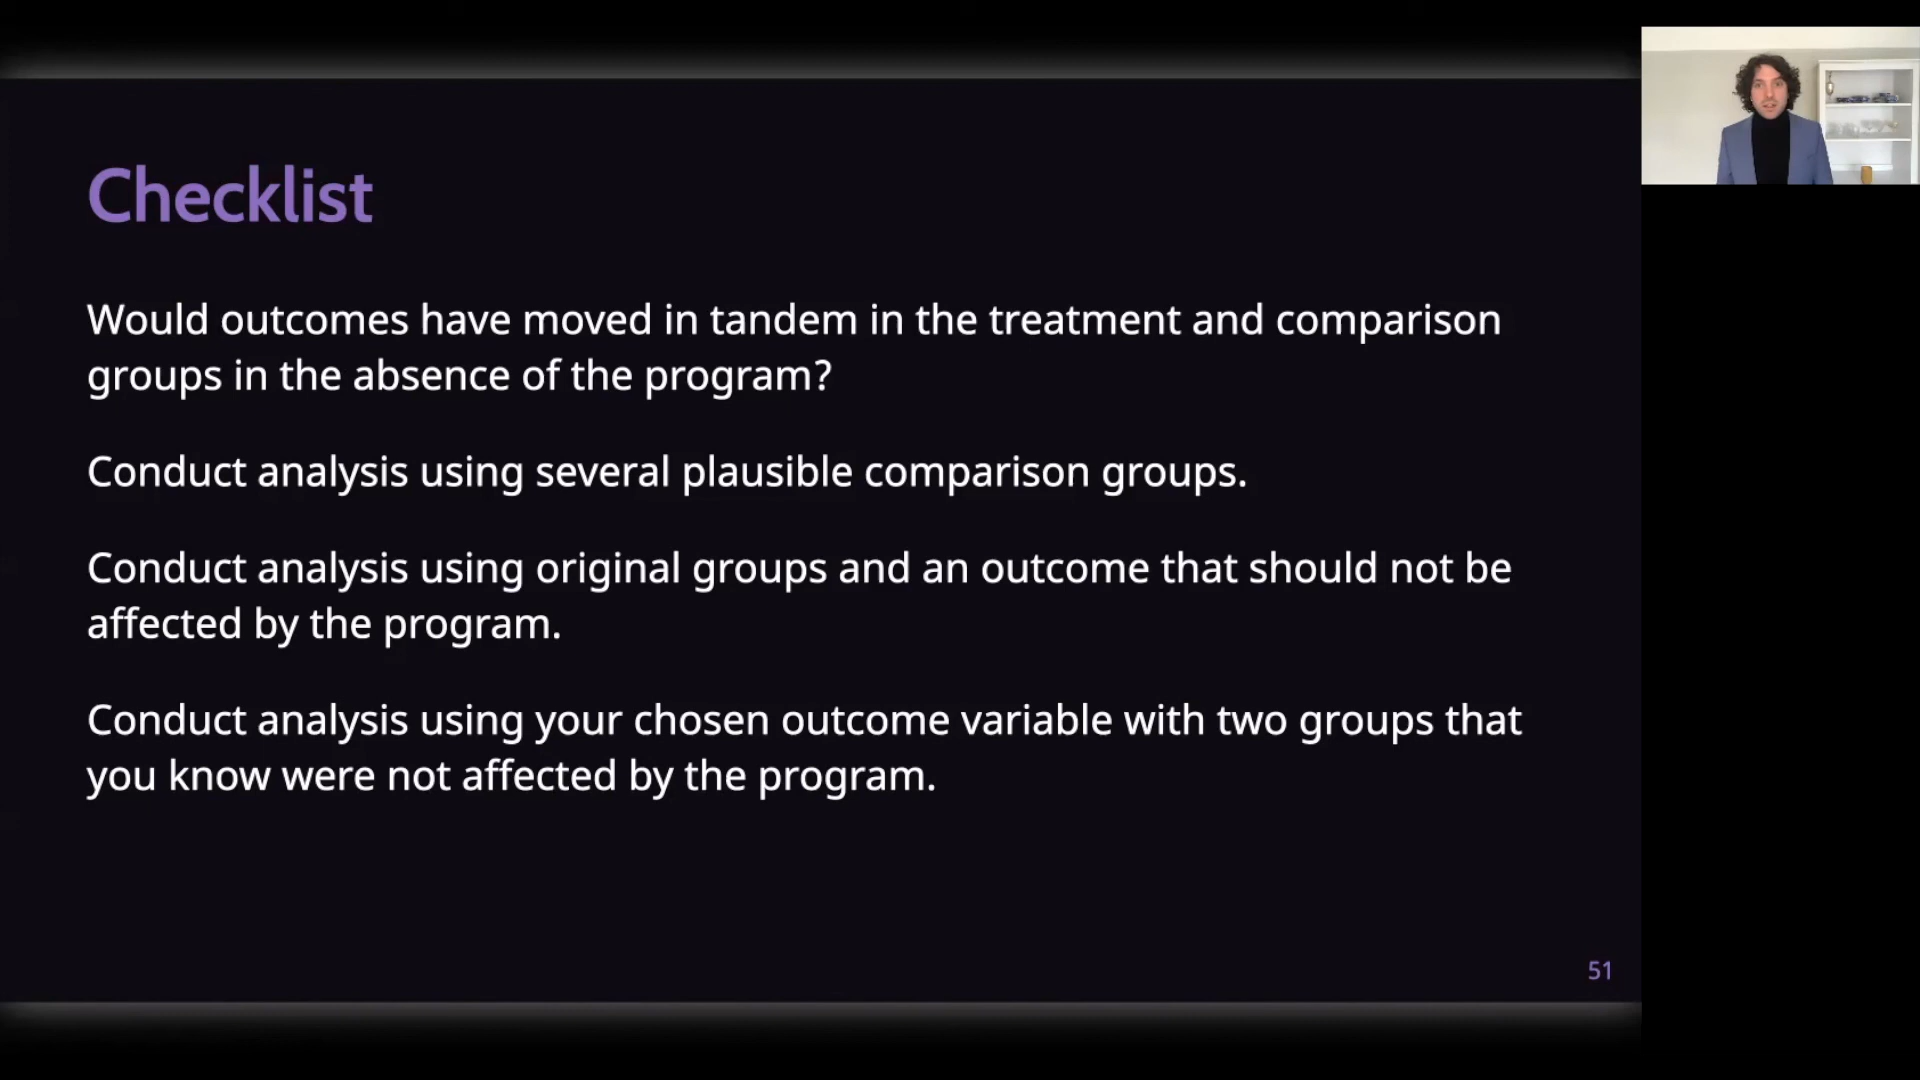 Checklist
Would outcomes have moved in tandem in the treatment and comparison
groups in the absence of the program?
Conduct analysis using several plausible comparison groups.
Conduct analysis using original groups and an outcome that should not be
affected by the program.
Conduct analysis using your chosen outcome variable with two groups that
you know were not affected by the program.
51